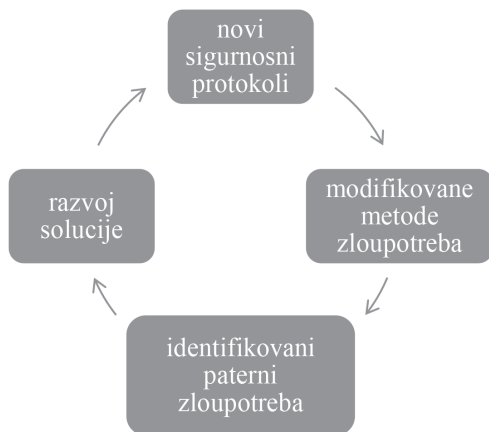 novi
sigurnosni
protokoli
modifikovane
metode
zloupotreba
identifikovani
paterni
zloupotreba
razvoj
solucije